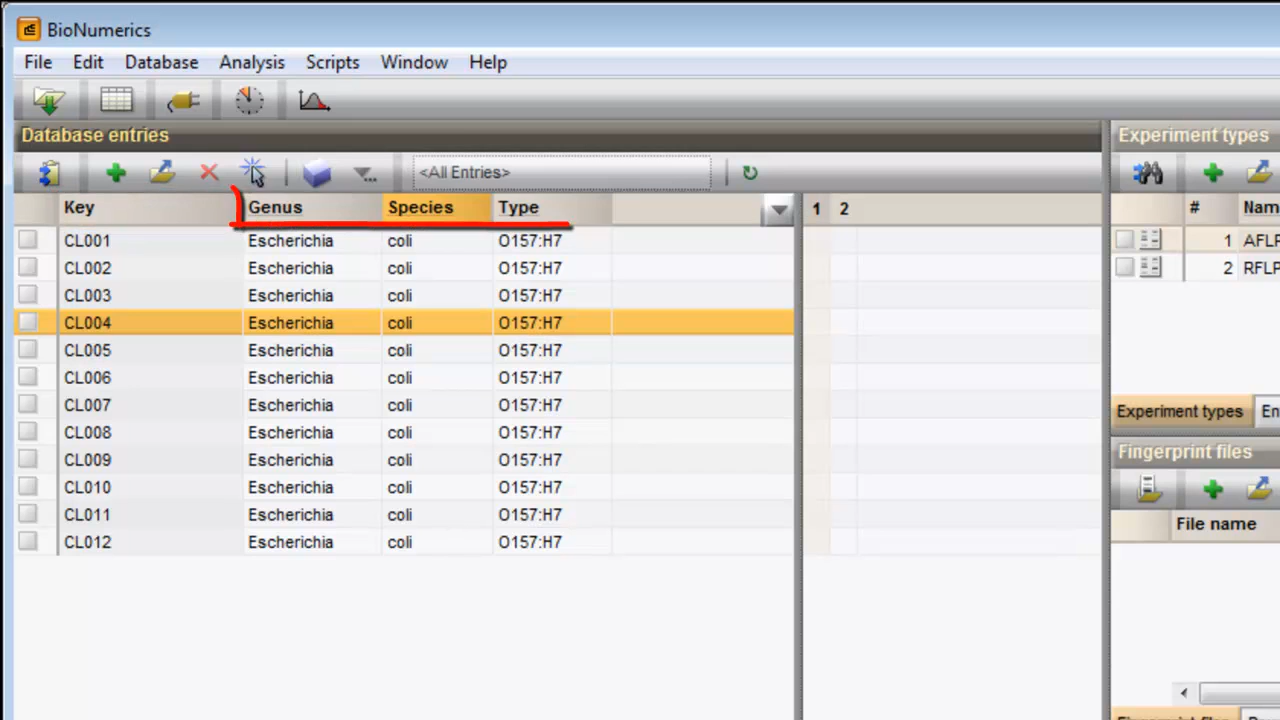 BioNumerics
File Edit Database Analysis Scripts Window Help
Database entries
<All Entries>
Key Genus Species Type
CL001 Escherichia coli O157:H7
CL002 Escherichia coli O157:H7
CL003 Escherichia coli O157:H7
CL004 Escherichia coli O157:H7
CL005 Escherichia coli O157:H7
CL006 Escherichia coli O157:H7
CL007 Escherichia coli O157:H7
CL008 Escherichia coli O157:H7
CL009 Escherichia coli O157:H7
CL010 Escherichia coli O157:H7
CL011 Escherichia coli O157:H7
CL012 Escherichia coli O157:H7
1 2
Experiment types
# Nam
1 AFLP
2 RFLP
Experiment types En
Fingerprint files
File name